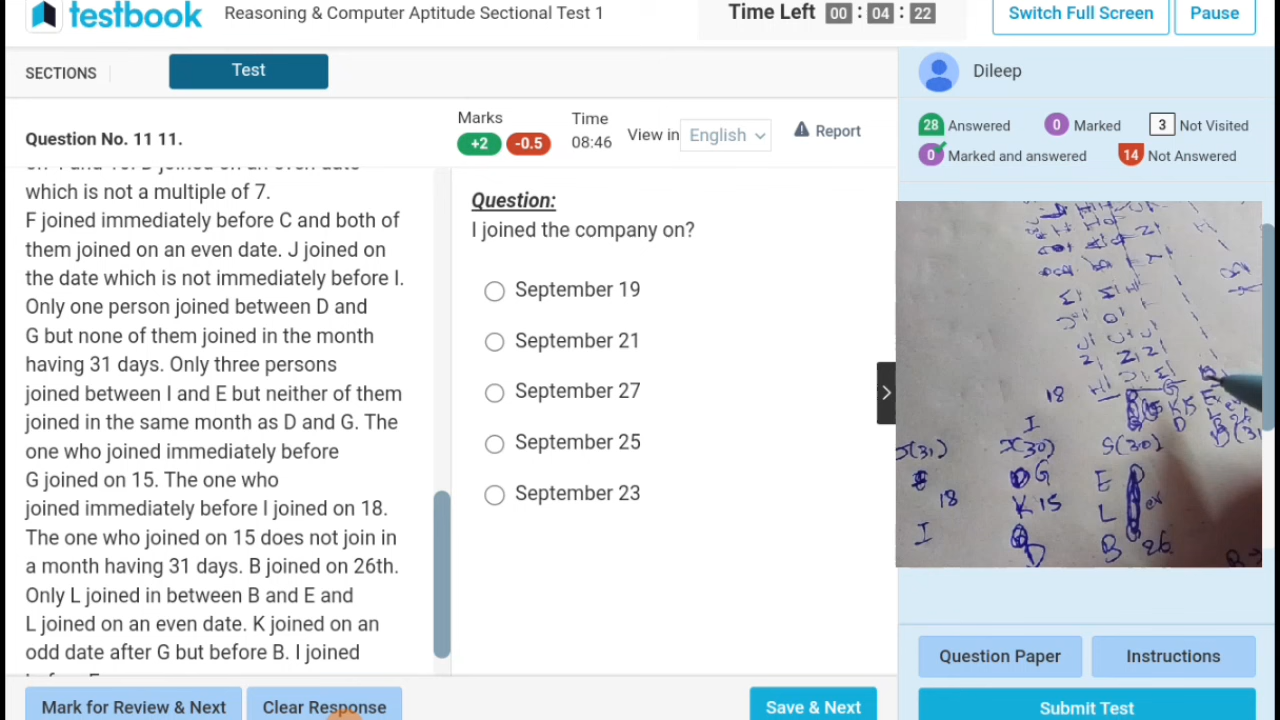 testbook
Reasoning & Computer Aptitude Sectional Test 1
Time Left 00 : 04 : 22
Switch Full Screen
Pause
SECTIONS
Test
Dileep
Question No. 11 11.
Marks
+2 -0.5
Time
08:46
View in English
Report
28 Answered
0 Marked
3 Not Visited
0 Marked and answered
14 Not Answered
which is not a multiple of 7.
F joined immediately before C and both of
them joined on an even date. J joined on
the date which is not immediately before I.
Only one person joined between D and
G but none of them joined in the month
having 31 days. Only three persons
joined between I and E but neither of them
joined in the same month as D and G. The
one who joined immediately before
G joined on 15. The one who
joined immediately before I joined on 18.
The one who joined on 15 does not join in
a month having 31 days. B joined on 26th.
Only L joined in between B and E and
L joined on an even date. K joined on an
odd date after G but before B. I joined
Question:
I joined the company on?
September 19
September 21
September 27
September 25
September 23
18
I
S(30)
E
18
G
K 15
L
I
D
B 26
Question Paper
Instructions
Mark for Review & Next
Clear Response
Save & Next
Submit Test